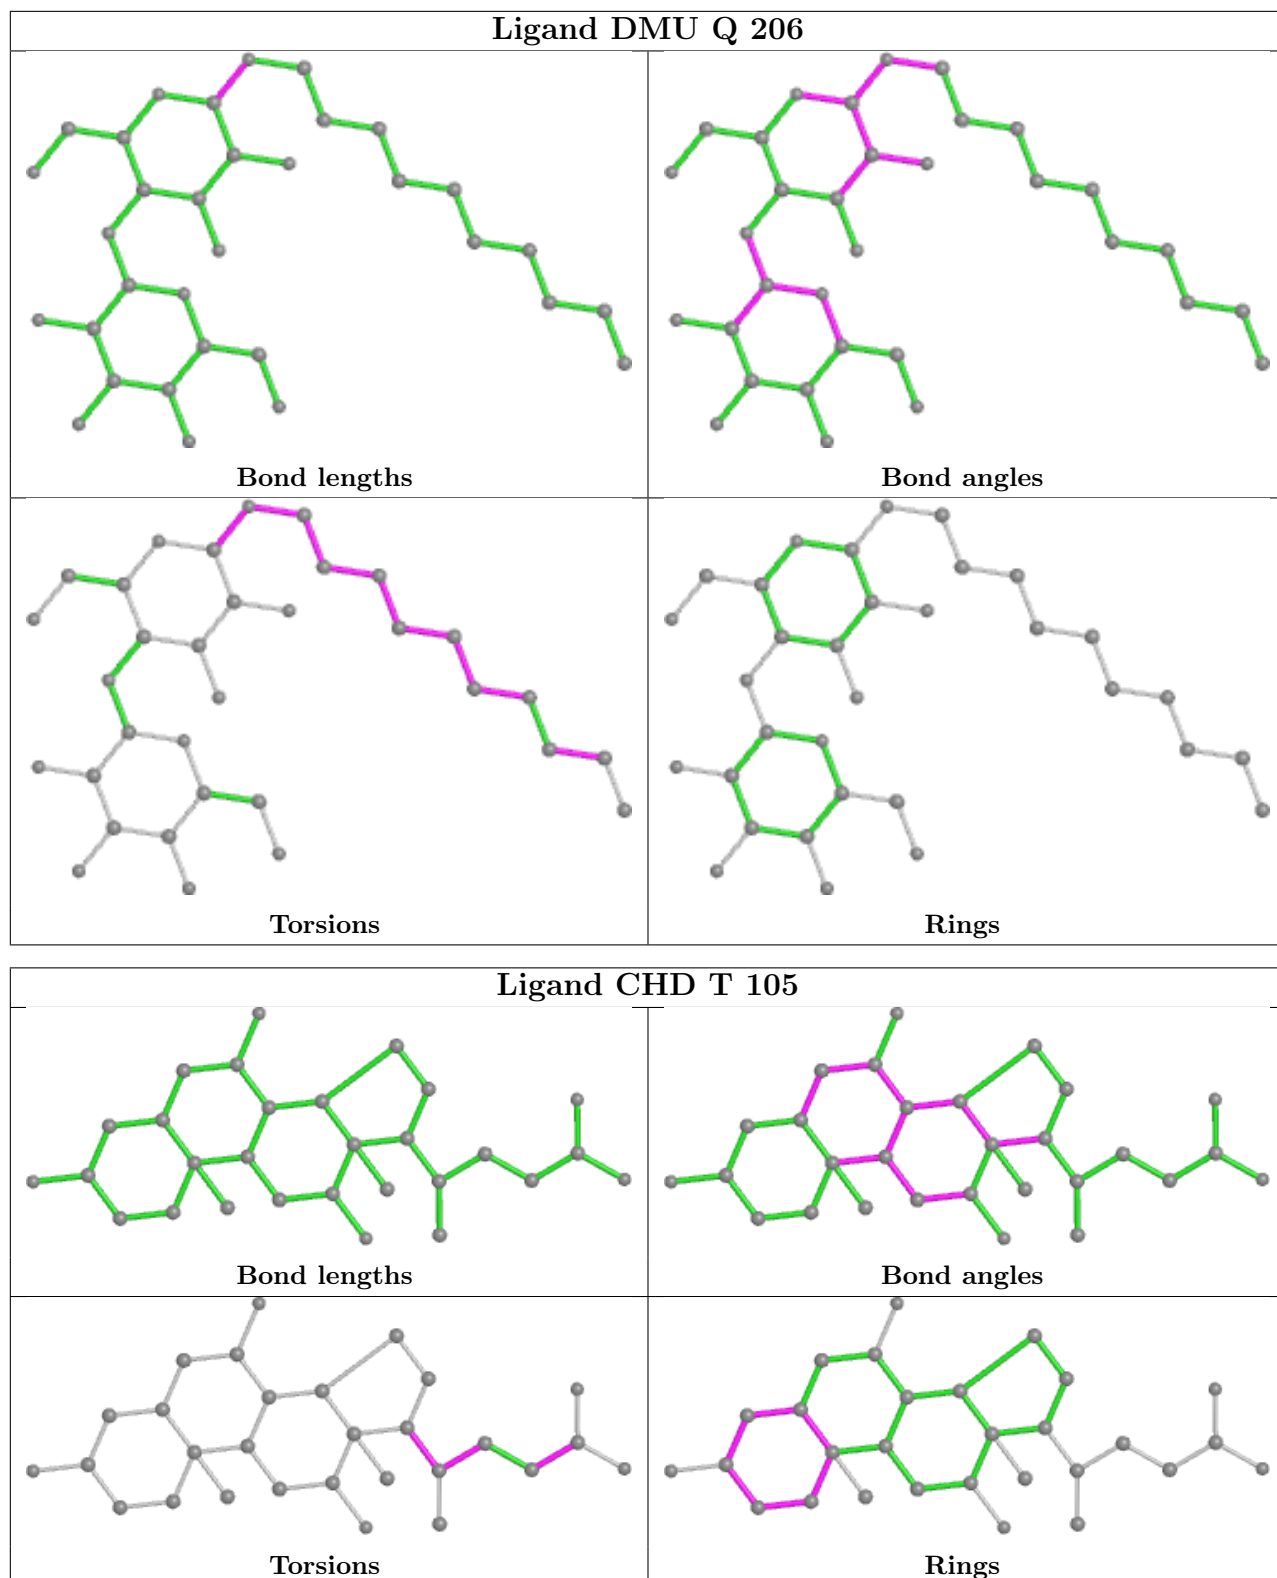 Ligand DMU Q 206
Bond lengths
Bond angles
Torsions
Rings
Ligand CHD T 105
Bond lengths
Bond angles
Torsions
Rings